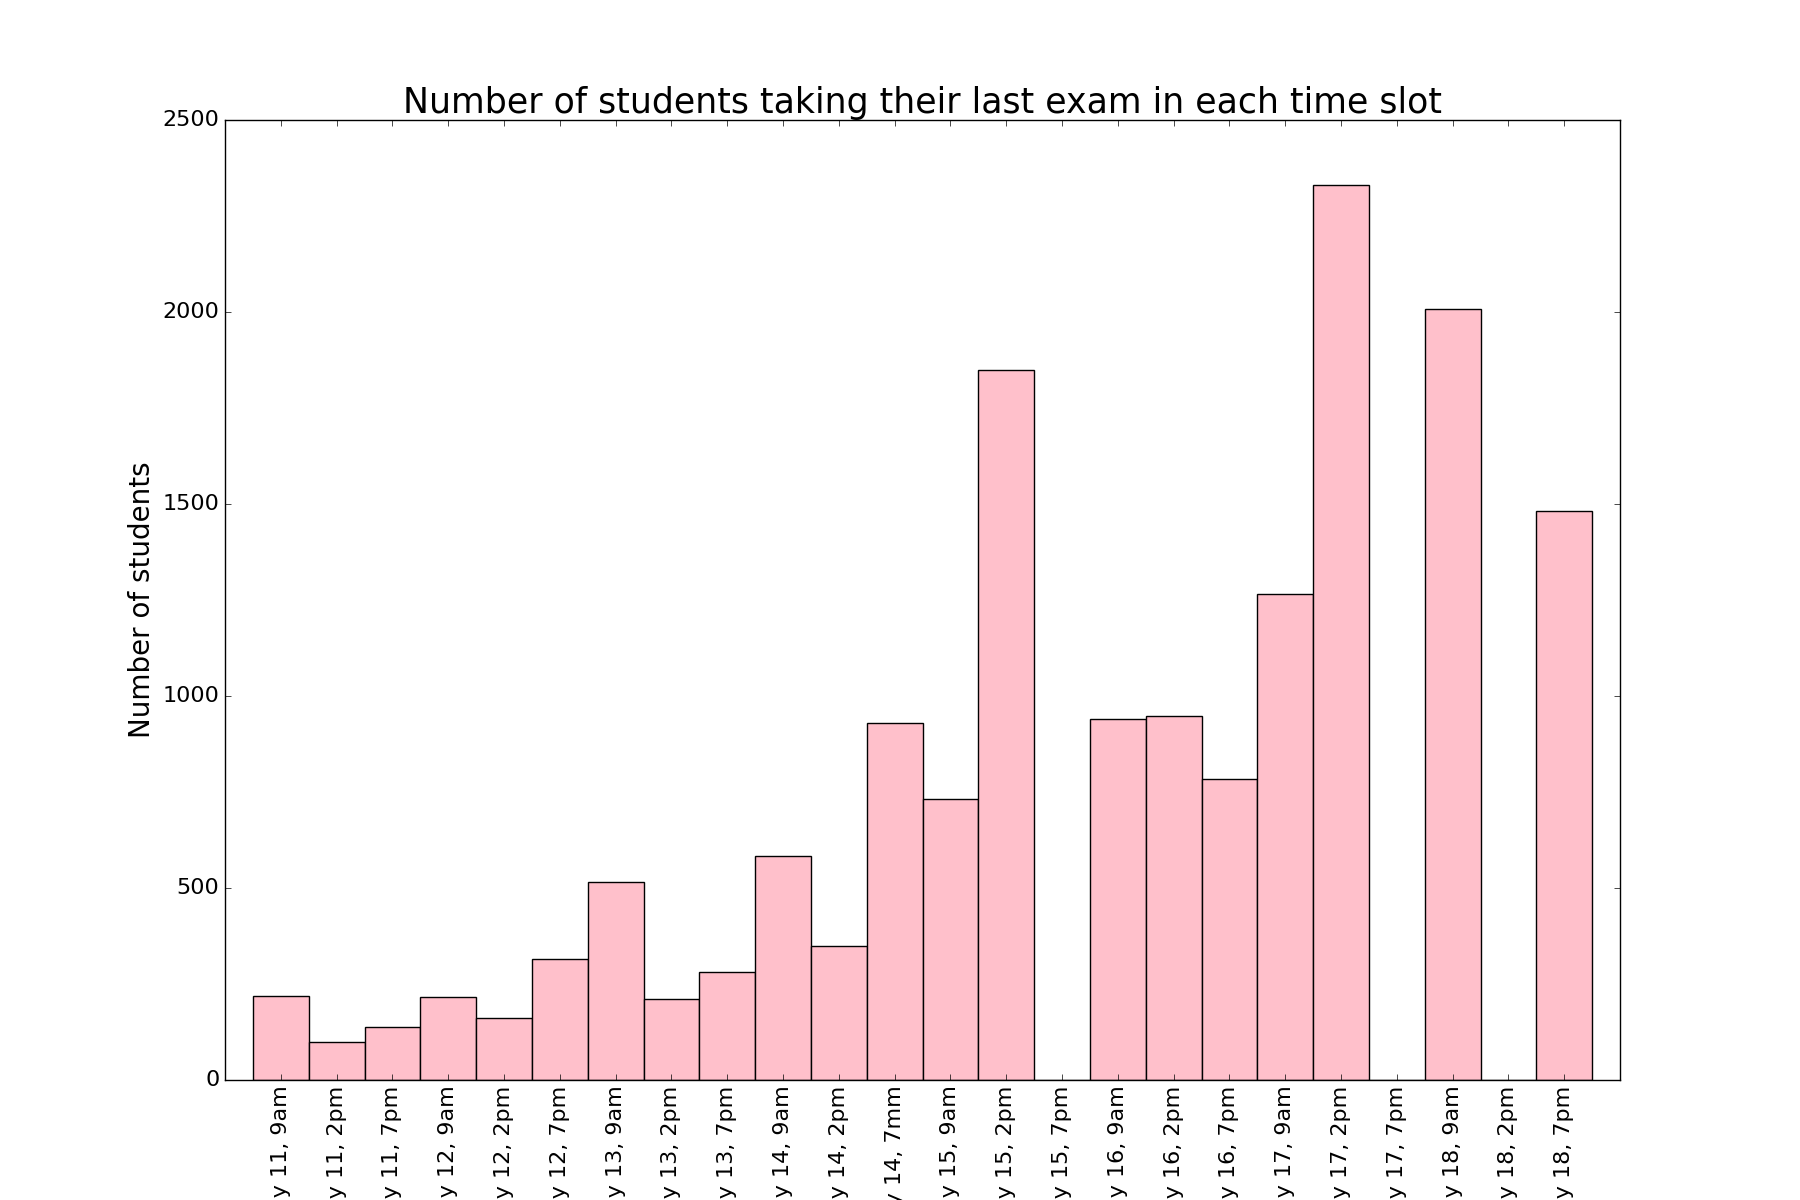 Number of students taking their last exam in each time slot
Number of students
2500
2000
1500
1000
500
0
y 11, 9am
y 11, 2pm
y 11, 7pm
y 12, 9am
y 12, 2pm
y 12, 7pm
y 13, 9am
y 13, 2pm
y 13, 7pm
y 14, 9am
y 14, 2pm
y 14, 7mm
y 15, 9am
y 15, 2pm
y 15, 7pm
y 16, 9am
y 16, 2pm
y 16, 7pm
y 17, 9am
y 17, 2pm
y 17, 7pm
y 18, 9am
y 18, 2pm
y 18, 7pm